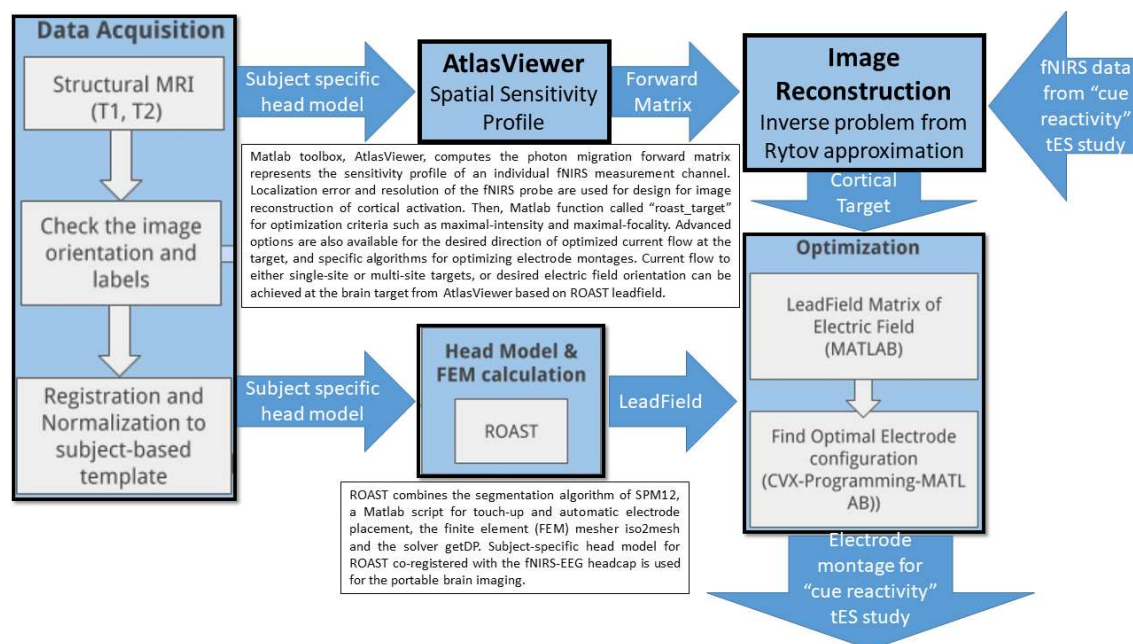 Data Acquisition
Structural MRI
(T1, T2)
Check the image
orientation and
labels
Registration and
Normalization to
subject-based
template
Subject specific
head model
AtlasViewer
Spatial Sensitivity
Profile
Forward
Matrix
Image
Reconstruction
Inverse problem from
Rytov approximation
fNIRS data
from “cue
reactivity”
tES study
Matlab toolbox, AtlasViewer, computes the photon migration forward matrix
represents the sensitivity profile of an individual fNIRS measurement channel.
Localization error and resolution of the fNIRS probe are used for design for image
reconstruction of cortical activation. Then, Matlab function called “roast_target”
for optimization criteria such as maximal-intensity and maximal-focality. Advanced
options are also available for the desired direction of optimized current flow at the
target, and specific algorithms for optimizing electrode montages. Current flow to
either single-site or multi-site targets, or desired electric field orientation can be
achieved at the brain target from AtlasViewer based on ROAST leadfield.
Cortical
Target
Subject specific
head model
Head Model &
FEM calculation
ROAST
LeadField
Optimization
LeadField Matrix of
Electric Field
(MATLAB)
Find Optimal Electrode
configuration
(CVX-Programming-MATL
AB))
ROAST combines the segmentation algorithm of SPM12,
a Matlab script for touch-up and automatic electrode
placement, the finite element (FEM) mesher iso2mesh
and the solver getDP. Subject-specific head model for
ROAST co-registered with the fNIRS-EEG headcap is used
for the portable brain imaging.
Electrode
montage for
“cue reactivity”
tES study